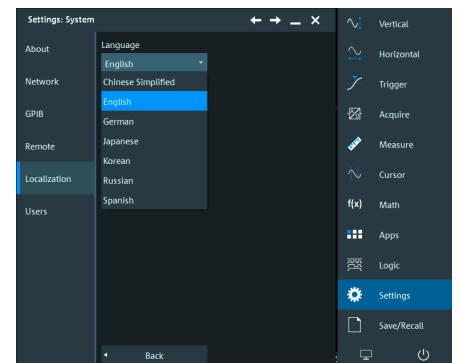 Settings: System
About
Network
GPIB
Remote
Localization
Users
Language
English
Chinese Simplified
English
German
Japanese
Korean
Russian
Spanish
Back
Vertical
Horizontal
Trigger
Acquire
Measure
Cursor
f(x) Math
Apps
Logic
Settings
Save/Recall